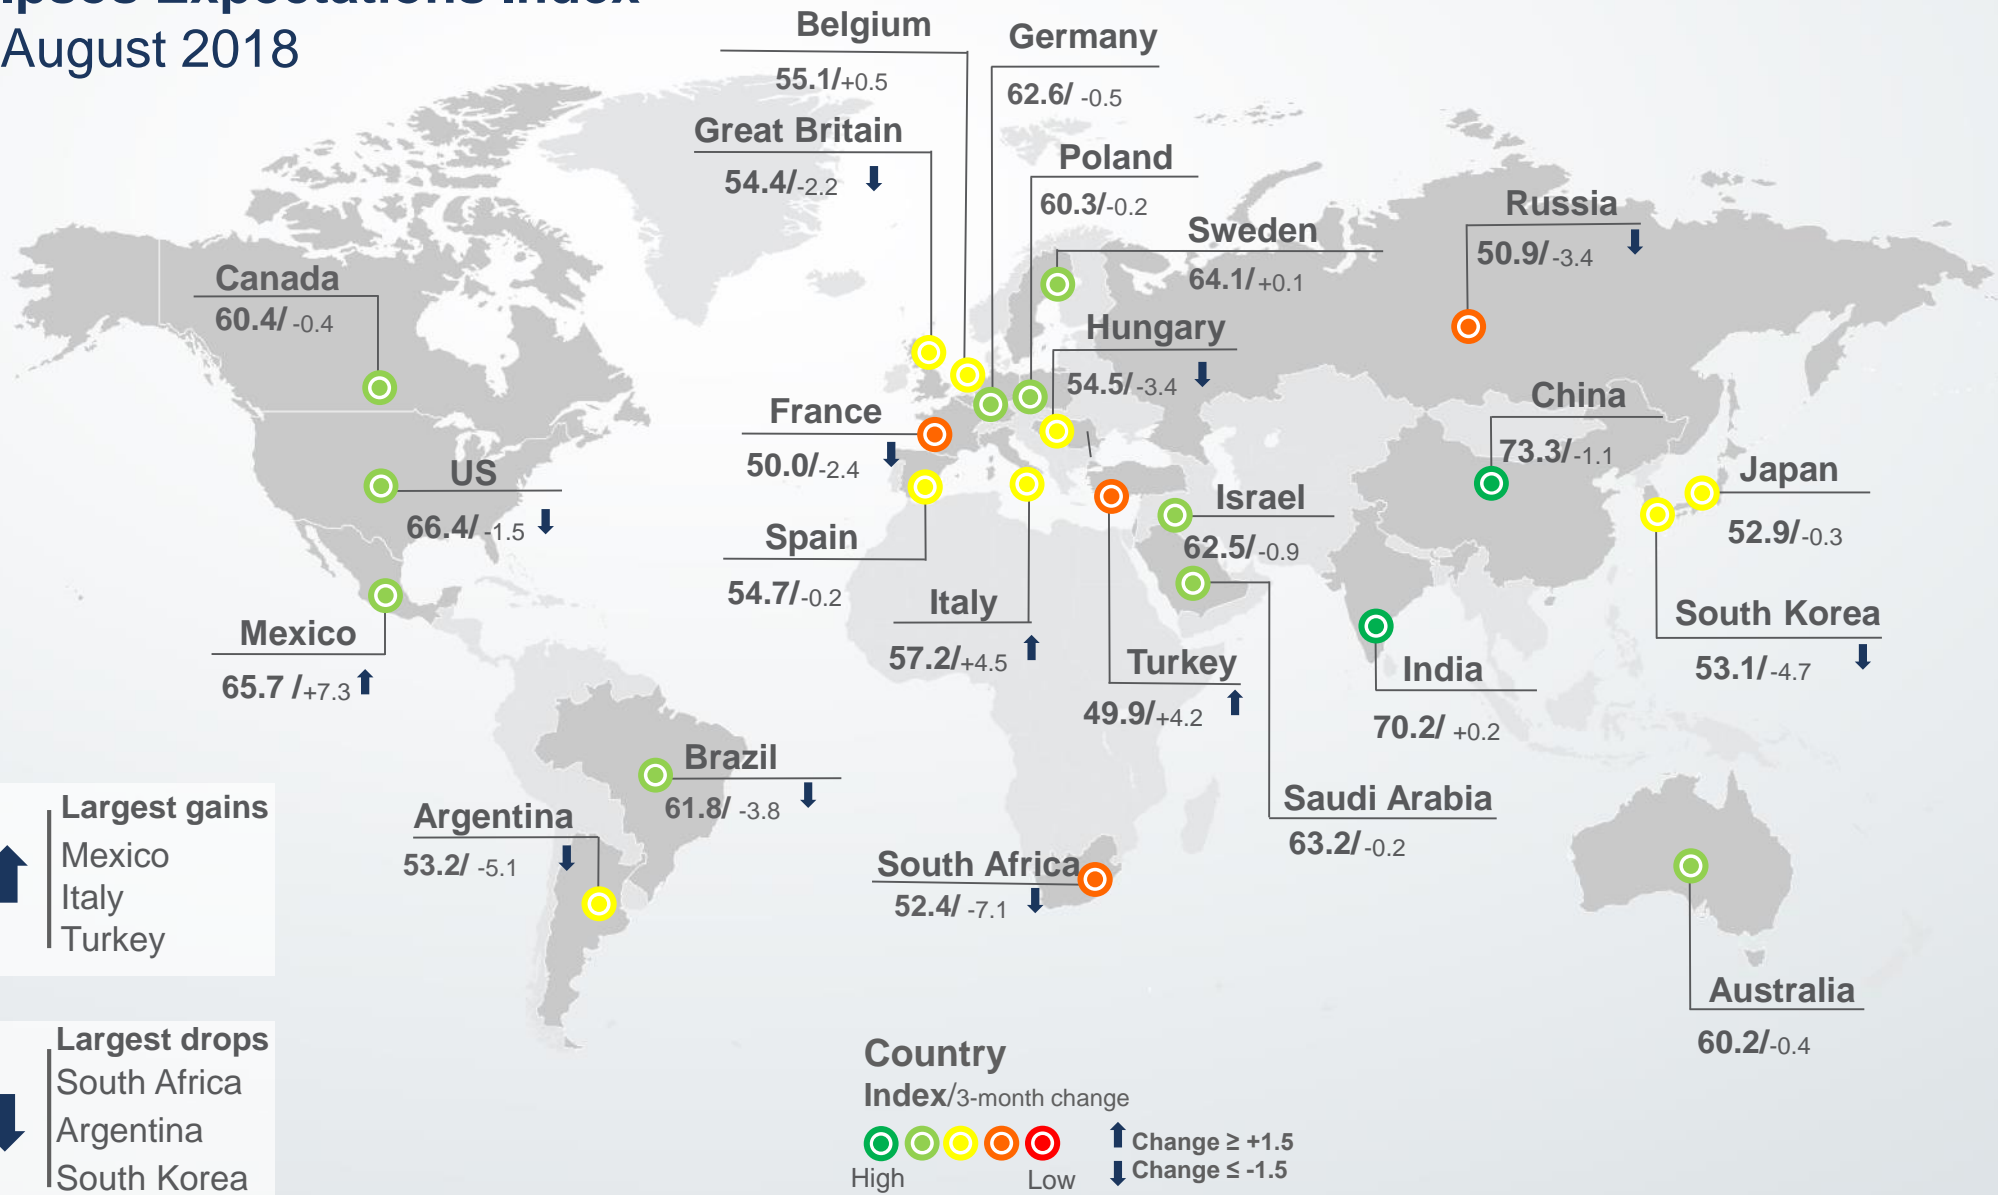 Ipsos Expectations Index
August 2018
Belgium
55.1/+0.5
Germany
62.6/ -0.5
Great Britain
54.4/-2.2
Poland
60.3/-0.2
Sweden
64.1/+0.1
Russia
50.9/-3.4
Canada
60.4/ -0.4
Hungary
54.5/-3.4
France
50.0/-2.4
China
73.3/-1.1
US
66.4/ -1.5
Japan
52.9/-0.3
Israel
62.5/-0.9
Spain
54.7/-0.2
Italy
57.2/+4.5
Mexico
65.7 /+7.3
Turkey
49.9/+4.2
South Korea
53.1/-4.7
India
70.2/ +0.2
Brazil
61.8/ -3.8
Argentina
53.2/ -5.1
Saudi Arabia
63.2/-0.2
South Africa
52.4/ -7.1
Australia
60.2/-0.4
Largest gains
Mexico
Italy
Turkey
Largest drops
South Africa
Argentina
South Korea
Country
Index/3-month change
High
Low
Change ≥ +1.5
Change ≤ -1.5